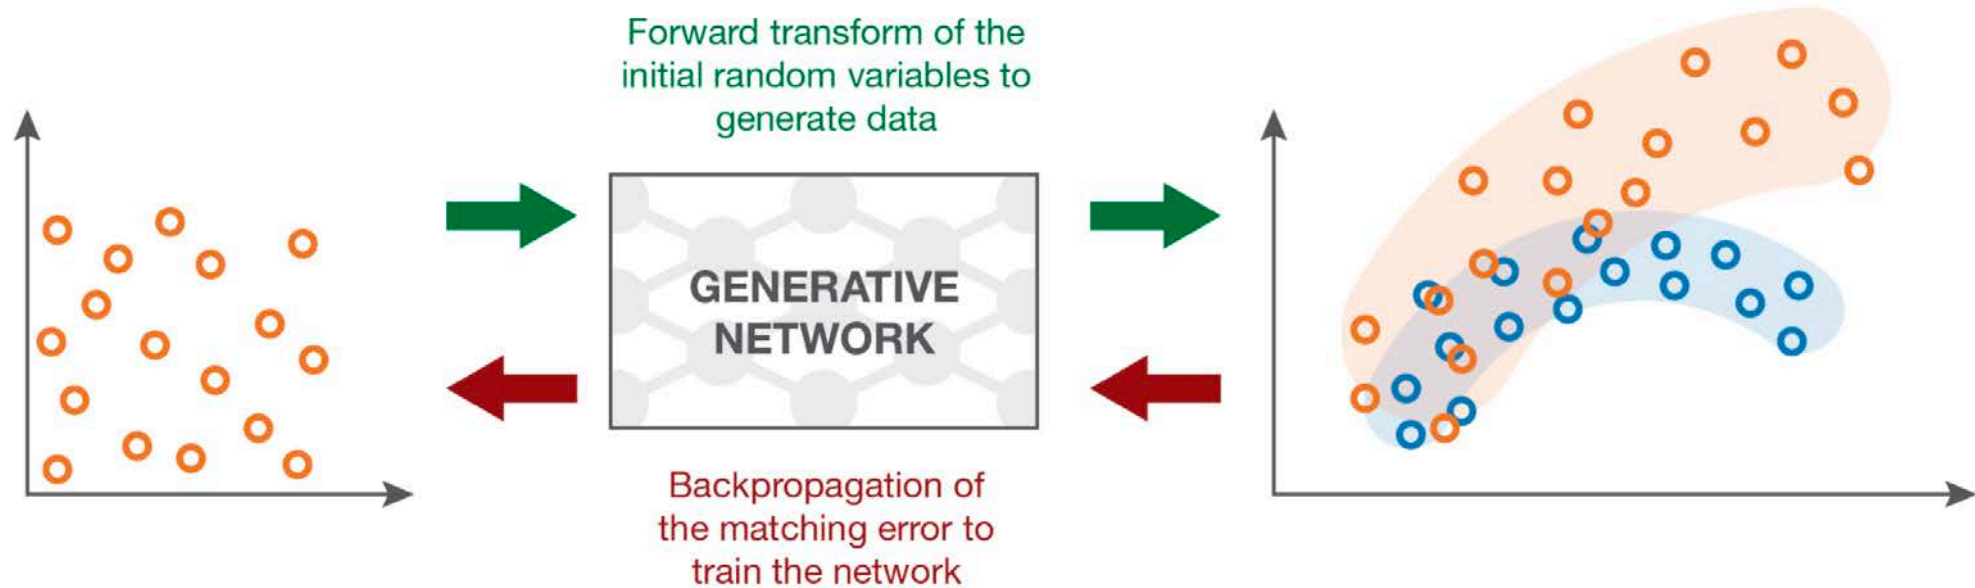 Forward transform of the
initial random variables to
generate data
GENERATIVE
NETWORK
Backpropagation of
the matching error to
train the network